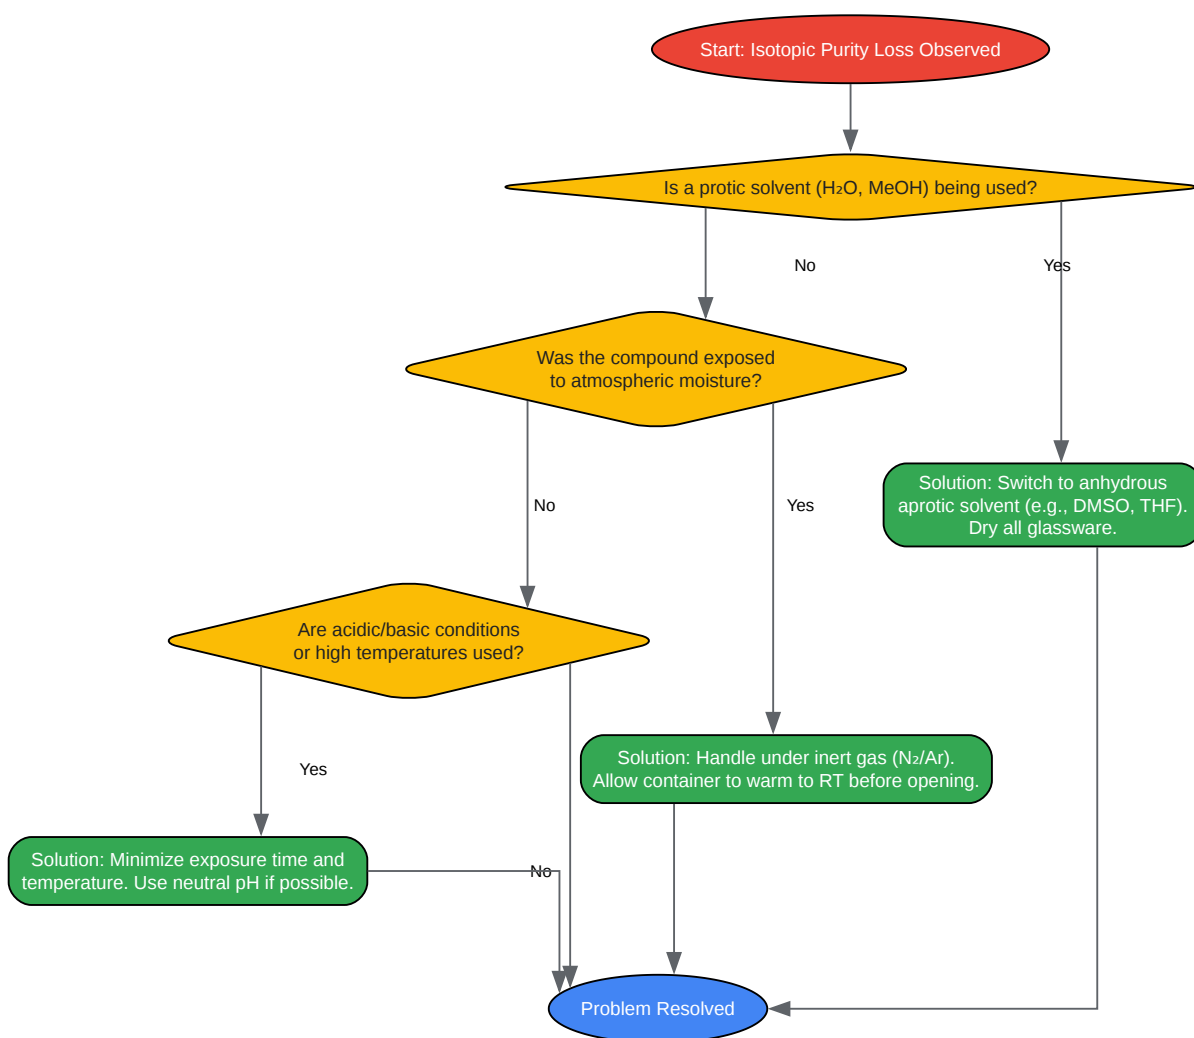 Start: Isotopic Purity Loss Observed
Is a protic solvent (H₂O, MeOH) being used?
No
Yes
Was the compound exposed
to atmospheric moisture?
Solution: Switch to anhydrous
aprotic solvent (e.g., DMSO, THF).
Dry all glassware.
No
Yes
Are acidic/basic conditions
or high temperatures used?
Solution: Handle under inert gas (N₂/Ar).
Allow container to warm to RT before opening.
Yes
Solution: Minimize exposure time and
temperature. Use neutral pH if possible.
No
Problem Resolved